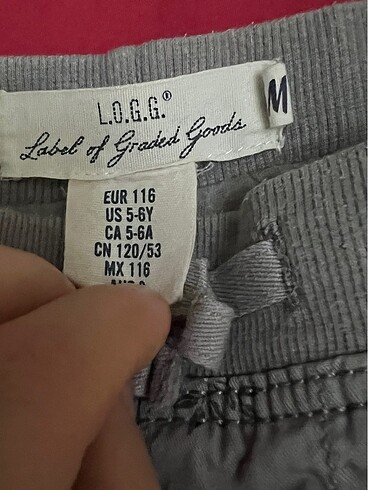 L.O.G.G.®
Label of Graded Goods
M
EUR 116
US 5-6Y
CA 5-6A
CN 120/53
MX 116